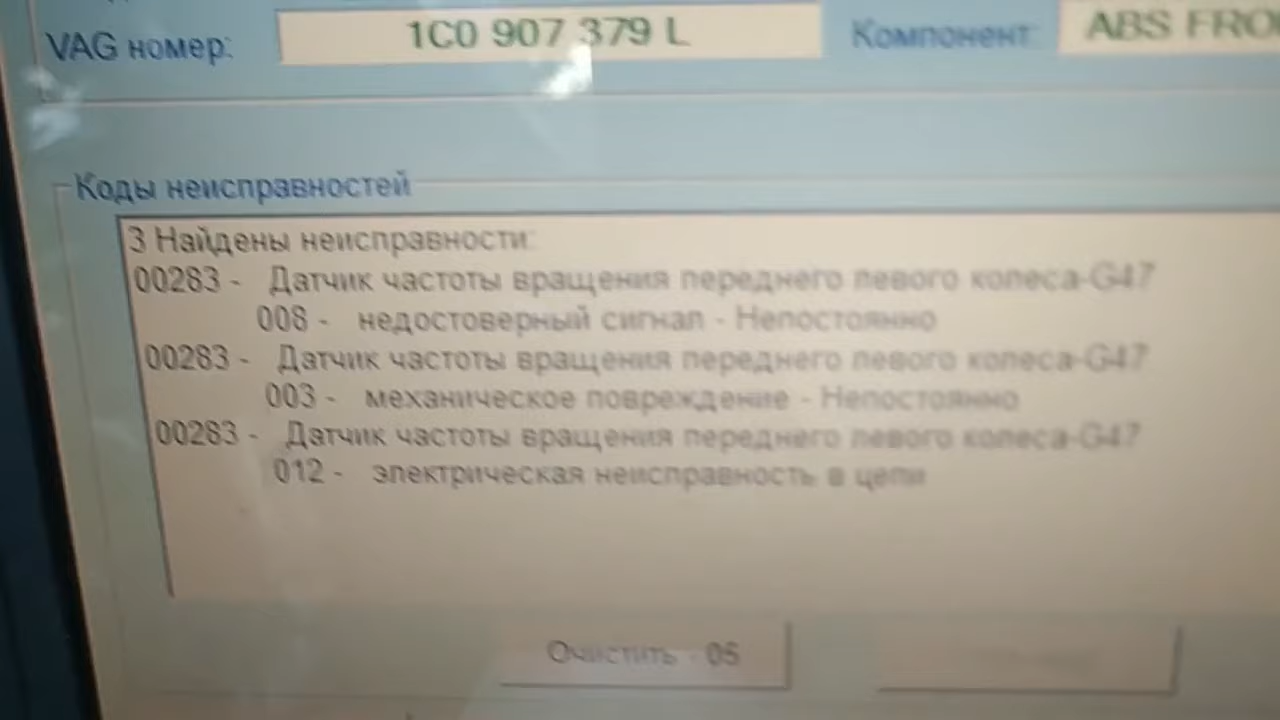 VAG номер: 1C0 907 379 L Компонент: ABS FRO
Коды неисправностей
3 Найдены неисправности:
00283 - Датчик частоты вращения переднего левого колеса-G47
008 - недостоверный сигнал - Непостоянно
00283 - Датчик частоты вращения переднего левого колеса-G47
003 - механическое повреждение - Непостоянно
00283 - Датчик частоты вращения переднего левого колеса-G47
012 - электрическая неисправность в цепи
Очистить - 05